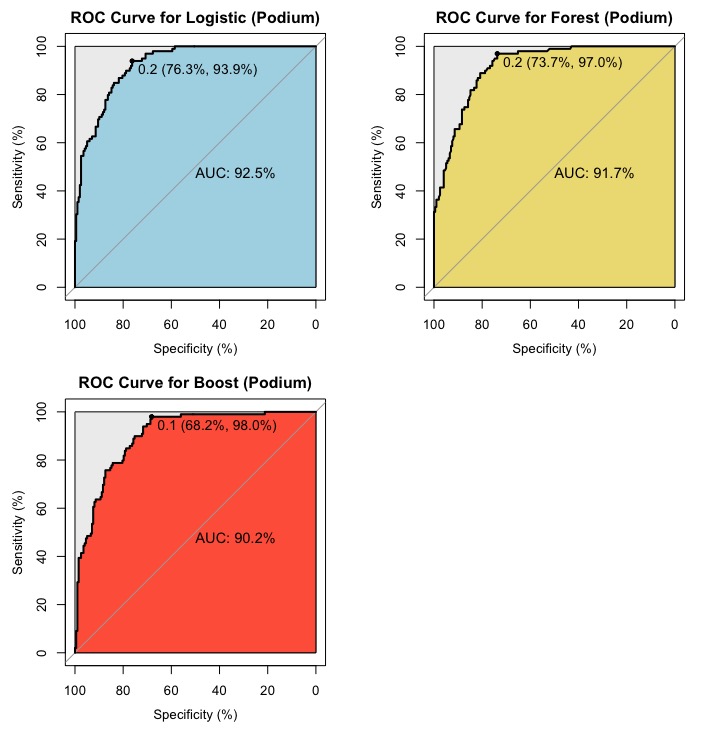 ROC Curve for Logistic (Podium)
Sensitivity (%)
100
80
60
40
20
0
0.2 (76.3%, 93.9%)
AUC: 92.5%
100 80 60 40 20 0
Specificity (%)
ROC Curve for Forest (Podium)
Sensitivity (%)
100
80
60
40
20
0
0.2 (73.7%, 97.0%)
AUC: 91.7%
100 80 60 40 20 0
Specificity (%)
ROC Curve for Boost (Podium)
Sensitivity (%)
100
80
60
40
20
0
0.1 (68.2%, 98.0%)
AUC: 90.2%
100 80 60 40 20 0
Specificity (%)